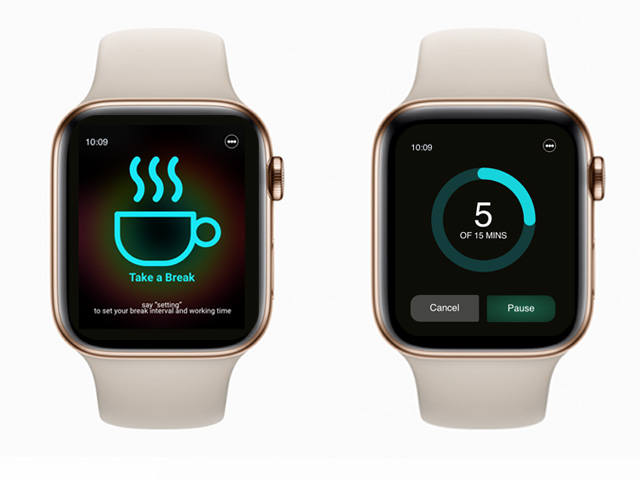 10:09
Take a Break
say "setting"
to set your break interval and working time
10:09
5
OF 15 MINS
Cancel
Pause